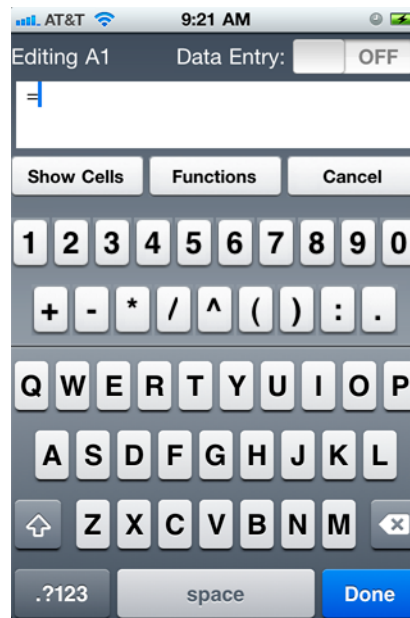 AT&T 9:21 AM
Editing A1 Data Entry: OFF
=
Show Cells Functions Cancel
1 2 3 4 5 6 7 8 9 0
+ - * / ^ ( ) : .
Q W E R T Y U I O P
A S D F G H J K L
Z X C V B N M
.?123 space Done